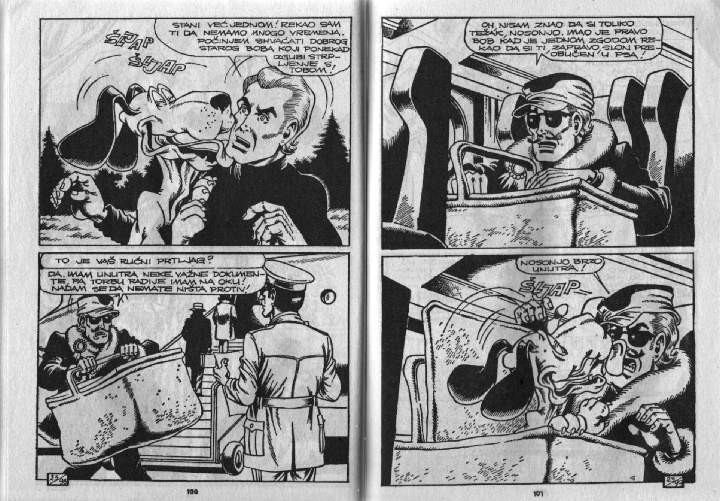 STANI VEĆ JEDNOM! REKAO SAM
TI DA NEMAMO MNOGO VREMENA.
POČINJEM SHVAĆATI DOBROG
STAROG BOBA, KOJI PONEKAD
IZGUBI STRP-
LJENJE S
TOBOM!
ŠLJAP
ŠLJAP
TO JE VAŠ RUČNI PRTLJAG?
DA, IMAM UNUTRA NEKE VAŽNE DOKUMEN-
TE, PA TORBU RADIJE IMAM NA OKU!
NADAM SE DA NEMATE NIŠTA PROTIV!
100
OH, NISAM ZNAO DA SI TOLIKO
TEŽAK, NOSONJO. IMAO JE PRAVO
BOB KAD JE JEDNOM ZGODOM RE-
KAO DA SI TI ZAPRAVO SLON PRE-
OBUČEN U PSA!
NOSONJO, BRZO
UNUTRA!
ŠLJAP
101